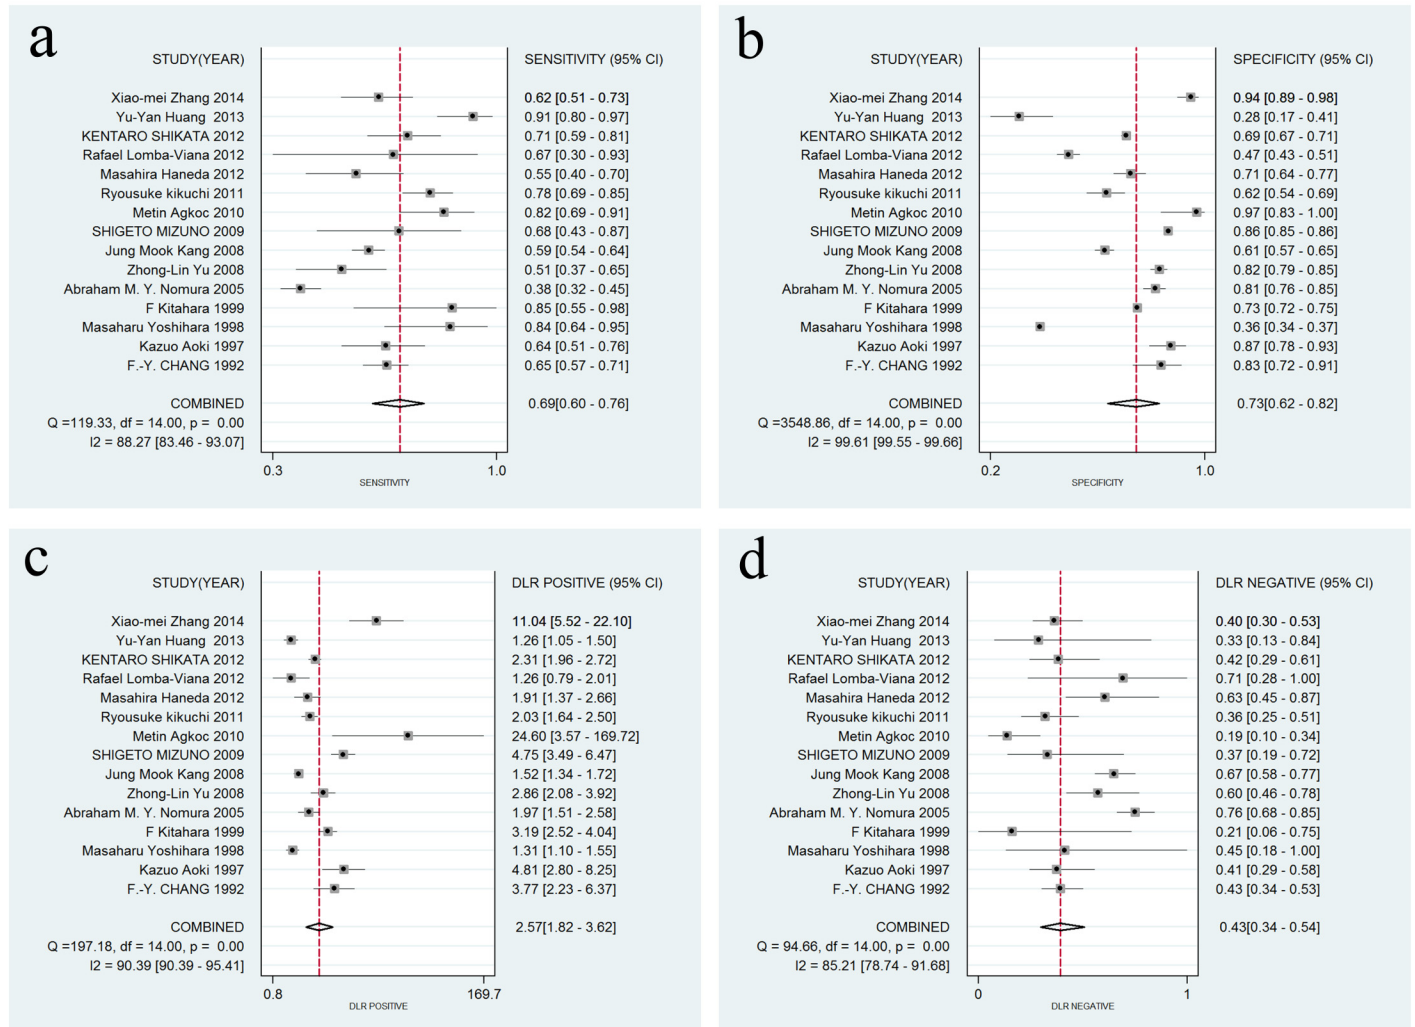 a
STUDY(YEAR) SENSITIVITY (95% CI)
Xiao-mei Zhang 2014 0.62 [0.51 - 0.73]
Yu-Yan Huang 2013 0.91 [0.80 - 0.97]
KENTARO SHIKATA 2012 0.71 [0.59 - 0.81]
Rafael Lomba-Viana 2012 0.67 [0.30 - 0.93]
Masahira Haneda 2012 0.55 [0.40 - 0.70]
Ryousuke kikuchi 2011 0.78 [0.69 - 0.85]
Metin Agkoc 2010 0.82 [0.69 - 0.91]
SHIGETO MIZUNO 2009 0.68 [0.43 - 0.87]
Jung Mook Kang 2008 0.59 [0.54 - 0.64]
Zhong-Lin Yu 2008 0.51 [0.37 - 0.65]
Abraham M. Y. Nomura 2005 0.38 [0.32 - 0.45]
F Kitahara 1999 0.85 [0.55 - 0.98]
Masaharu Yoshihara 1998 0.84 [0.64 - 0.95]
Kazuo Aoki 1997 0.64 [0.51 - 0.76]
F.-Y. CHANG 1992 0.65 [0.57 - 0.71]
COMBINED 0.69[0.60 - 0.76]
Q =119.33, df = 14.00, p = 0.00
I2 = 88.27 [83.46 - 93.07]
0.3 1.0
SENSITIVITY
b
STUDY(YEAR) SPECIFICITY (95% CI)
Xiao-mei Zhang 2014 0.94 [0.89 - 0.98]
Yu-Yan Huang 2013 0.28 [0.17 - 0.41]
KENTARO SHIKATA 2012 0.69 [0.67 - 0.71]
Rafael Lomba-Viana 2012 0.47 [0.43 - 0.51]
Masahira Haneda 2012 0.71 [0.64 - 0.77]
Ryousuke kikuchi 2011 0.62 [0.54 - 0.69]
Metin Agkoc 2010 0.97 [0.83 - 1.00]
SHIGETO MIZUNO 2009 0.86 [0.85 - 0.86]
Jung Mook Kang 2008 0.61 [0.57 - 0.65]
Zhong-Lin Yu 2008 0.82 [0.79 - 0.85]
Abraham M. Y. Nomura 2005 0.81 [0.76 - 0.85]
F Kitahara 1999 0.73 [0.72 - 0.75]
Masaharu Yoshihara 1998 0.36 [0.34 - 0.37]
Kazuo Aoki 1997 0.87 [0.78 - 0.93]
F.-Y. CHANG 1992 0.83 [0.72 - 0.91]
COMBINED 0.73[0.62 - 0.82]
Q =3548.86, df = 14.00, p = 0.00
I2 = 99.61 [99.55 - 99.66]
0.2 1.0
SPECIFICITY
c
STUDY(YEAR) DLR POSITIVE (95% CI)
Xiao-mei Zhang 2014 11.04 [5.52 - 22.10]
Yu-Yan Huang 2013 1.26 [1.05 - 1.50]
KENTARO SHIKATA 2012 2.31 [1.96 - 2.72]
Rafael Lomba-Viana 2012 1.26 [0.79 - 2.01]
Masahira Haneda 2012 1.91 [1.37 - 2.66]
Ryousuke kikuchi 2011 2.03 [1.64 - 2.50]
Metin Agkoc 2010 24.60 [3.57 - 169.72]
SHIGETO MIZUNO 2009 4.75 [3.49 - 6.47]
Jung Mook Kang 2008 1.52 [1.34 - 1.72]
Zhong-Lin Yu 2008 2.86 [2.08 - 3.92]
Abraham M. Y. Nomura 2005 1.97 [1.51 - 2.58]
F Kitahara 1999 3.19 [2.52 - 4.04]
Masaharu Yoshihara 1998 1.31 [1.10 - 1.55]
Kazuo Aoki 1997 4.81 [2.80 - 8.25]
F.-Y. CHANG 1992 3.77 [2.23 - 6.37]
COMBINED 2.57[1.82 - 3.62]
Q =197.18, df = 14.00, p = 0.00
I2 = 90.39 [90.39 - 95.41]
0.8 169.7
DLR POSITIVE
d
STUDY(YEAR) DLR NEGATIVE (95% CI)
Xiao-mei Zhang 2014 0.40 [0.30 - 0.53]
Yu-Yan Huang 2013 0.33 [0.13 - 0.84]
KENTARO SHIKATA 2012 0.42 [0.29 - 0.61]
Rafael Lomba-Viana 2012 0.71 [0.28 - 1.00]
Masahira Haneda 2012 0.63 [0.45 - 0.87]
Ryousuke kikuchi 2011 0.36 [0.25 - 0.51]
Metin Agkoc 2010 0.19 [0.10 - 0.34]
SHIGETO MIZUNO 2009 0.37 [0.19 - 0.72]
Jung Mook Kang 2008 0.67 [0.58 - 0.77]
Zhong-Lin Yu 2008 0.60 [0.46 - 0.78]
Abraham M. Y. Nomura 2005 0.76 [0.68 - 0.85]
F Kitahara 1999 0.21 [0.06 - 0.75]
Masaharu Yoshihara 1998 0.45 [0.18 - 1.00]
Kazuo Aoki 1997 0.41 [0.29 - 0.58]
F.-Y. CHANG 1992 0.43 [0.34 - 0.53]
COMBINED 0.43[0.34 - 0.54]
Q = 94.66, df = 14.00, p = 0.00
I2 = 85.21 [78.74 - 91.68]
0 1
DLR NEGATIVE